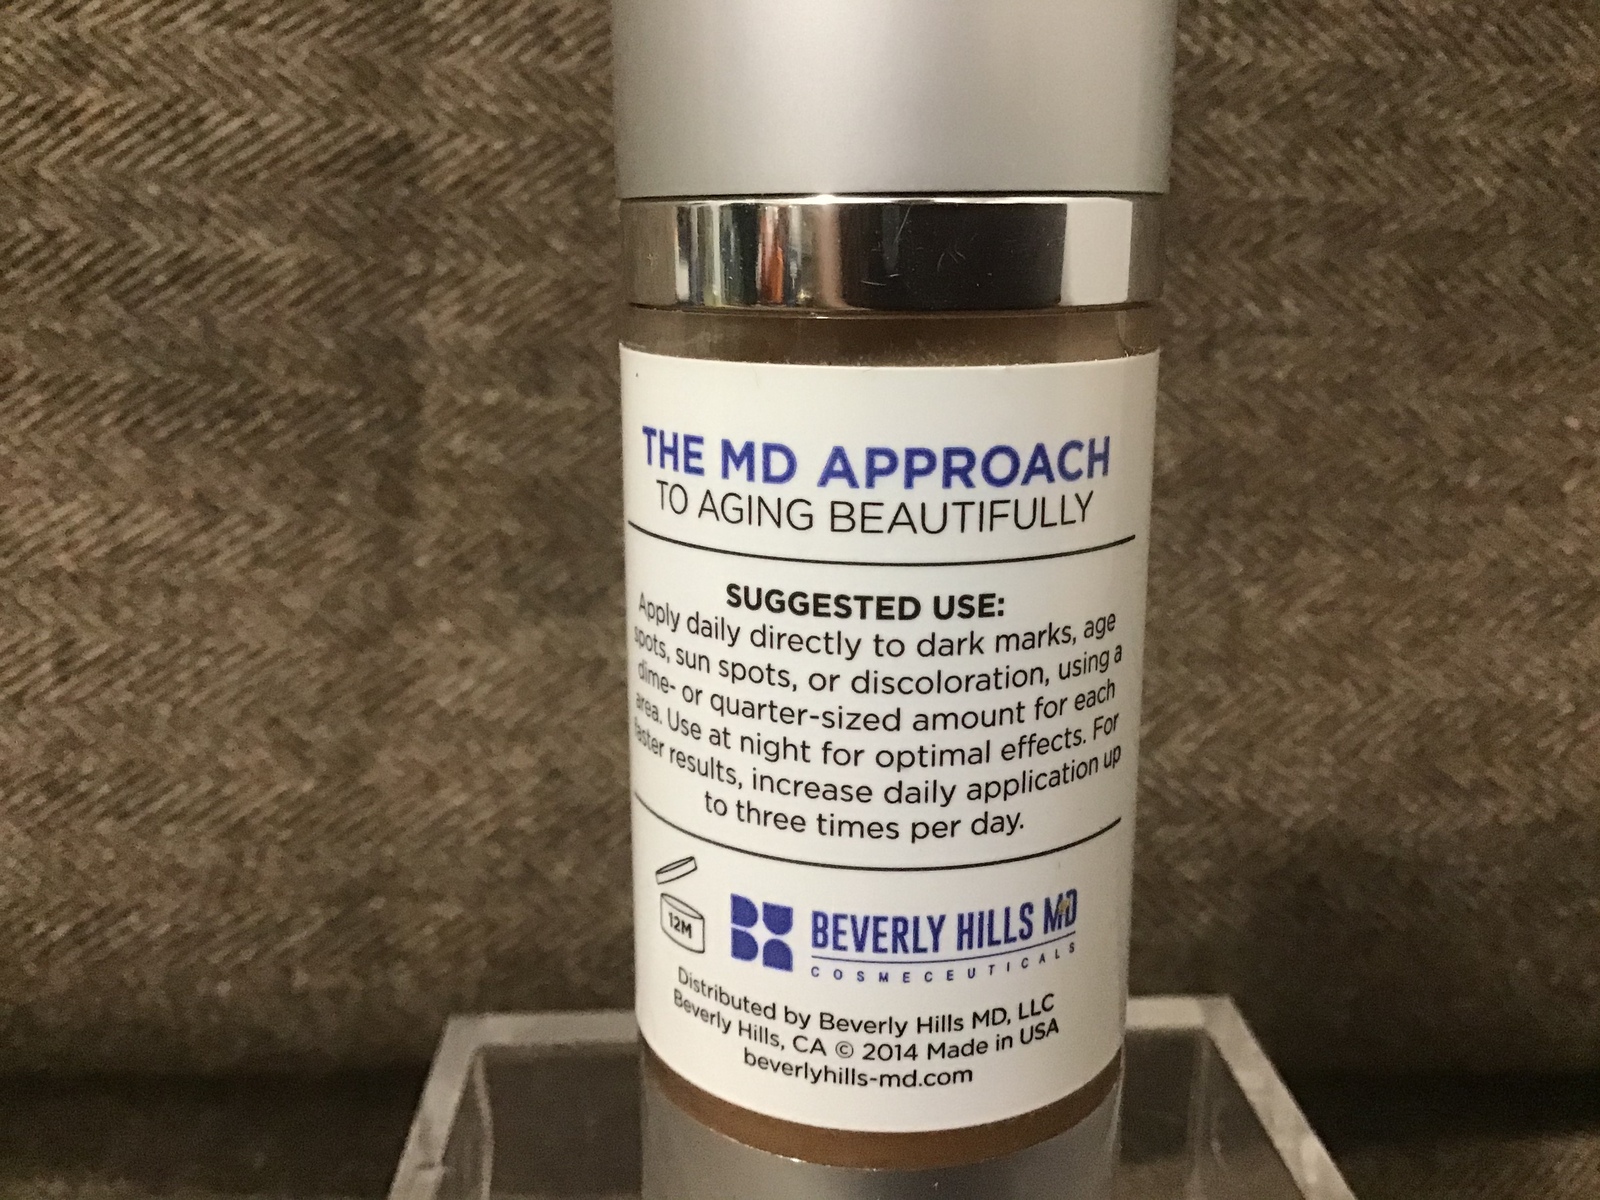 THE MD APPROACH
TO AGING BEAUTIFULLY
SUGGESTED USE:
Apply daily directly to dark marks, age
spots, sun spots, or discoloration, using a
dime- or quarter-sized amount for each
area. Use at night for optimal effects. For
faster results, increase daily application up
to three times per day.
12M
BEVERLY HILLS MD
COSMECEUTICALS
Distributed by Beverly Hills MD, LLC
Beverly Hills, CA © 2014 Made in USA
beverlyhills-md.com